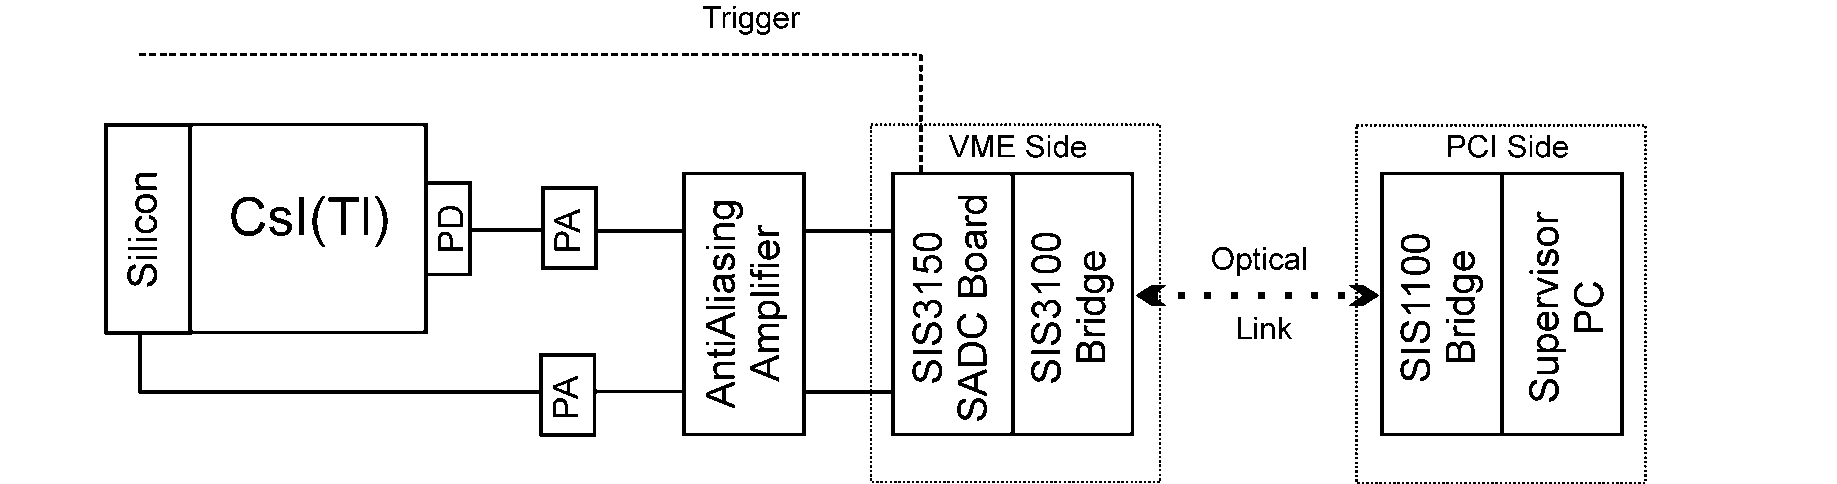 Trigger
VME Side
PCI Side
Silicon
CsI(Tl)
PD
PA
PA
AntiAliasing
Amplifier
SIS3150
SADC Board
SIS3100
Bridge
Optical
Link
SIS1100
Bridge
Supervisor
PC